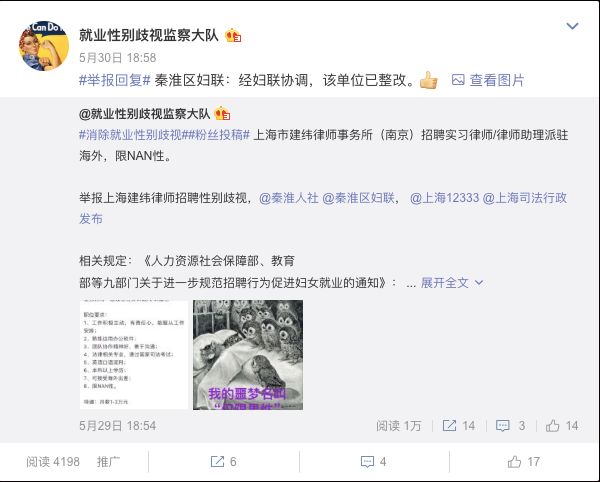 Can Do It
就业性别歧视监察大队
5月30日 18:58
#举报回复# 秦淮区妇联：经妇联协调，该单位已整改。 查看图片
@就业性别歧视监察大队
#消除就业性别歧视##粉丝投稿# 上海市建纬律师事务所（南京）招聘实习律师/律师助理派驻
海外，限NAN性。
举报上海建纬律师招聘性别歧视，@秦淮人社 @秦淮区妇联， @上海12333 @上海司法行政
发布
相关规定：《人力资源社会保障部、教育
部等九部门关于进一步规范招聘行为促进妇女就业的通知》： ... 展开全文
职位要求：
1、工作积极主动，有责任心，能服从工作
安排；
2、熟练运用办公软件；
3、团队协作精神好，善于沟通；
4、法律相关专业，通过国家司法考试；
5、英语口语流利；
6、本科以上学历；
7、可接受海外出差；
8、限NAN性。
待遇：月薪1-3万元
我的噩梦名叫
5月29日 18:54
阅读 1万 14 3 14
阅读 4198 推广 6 4 17